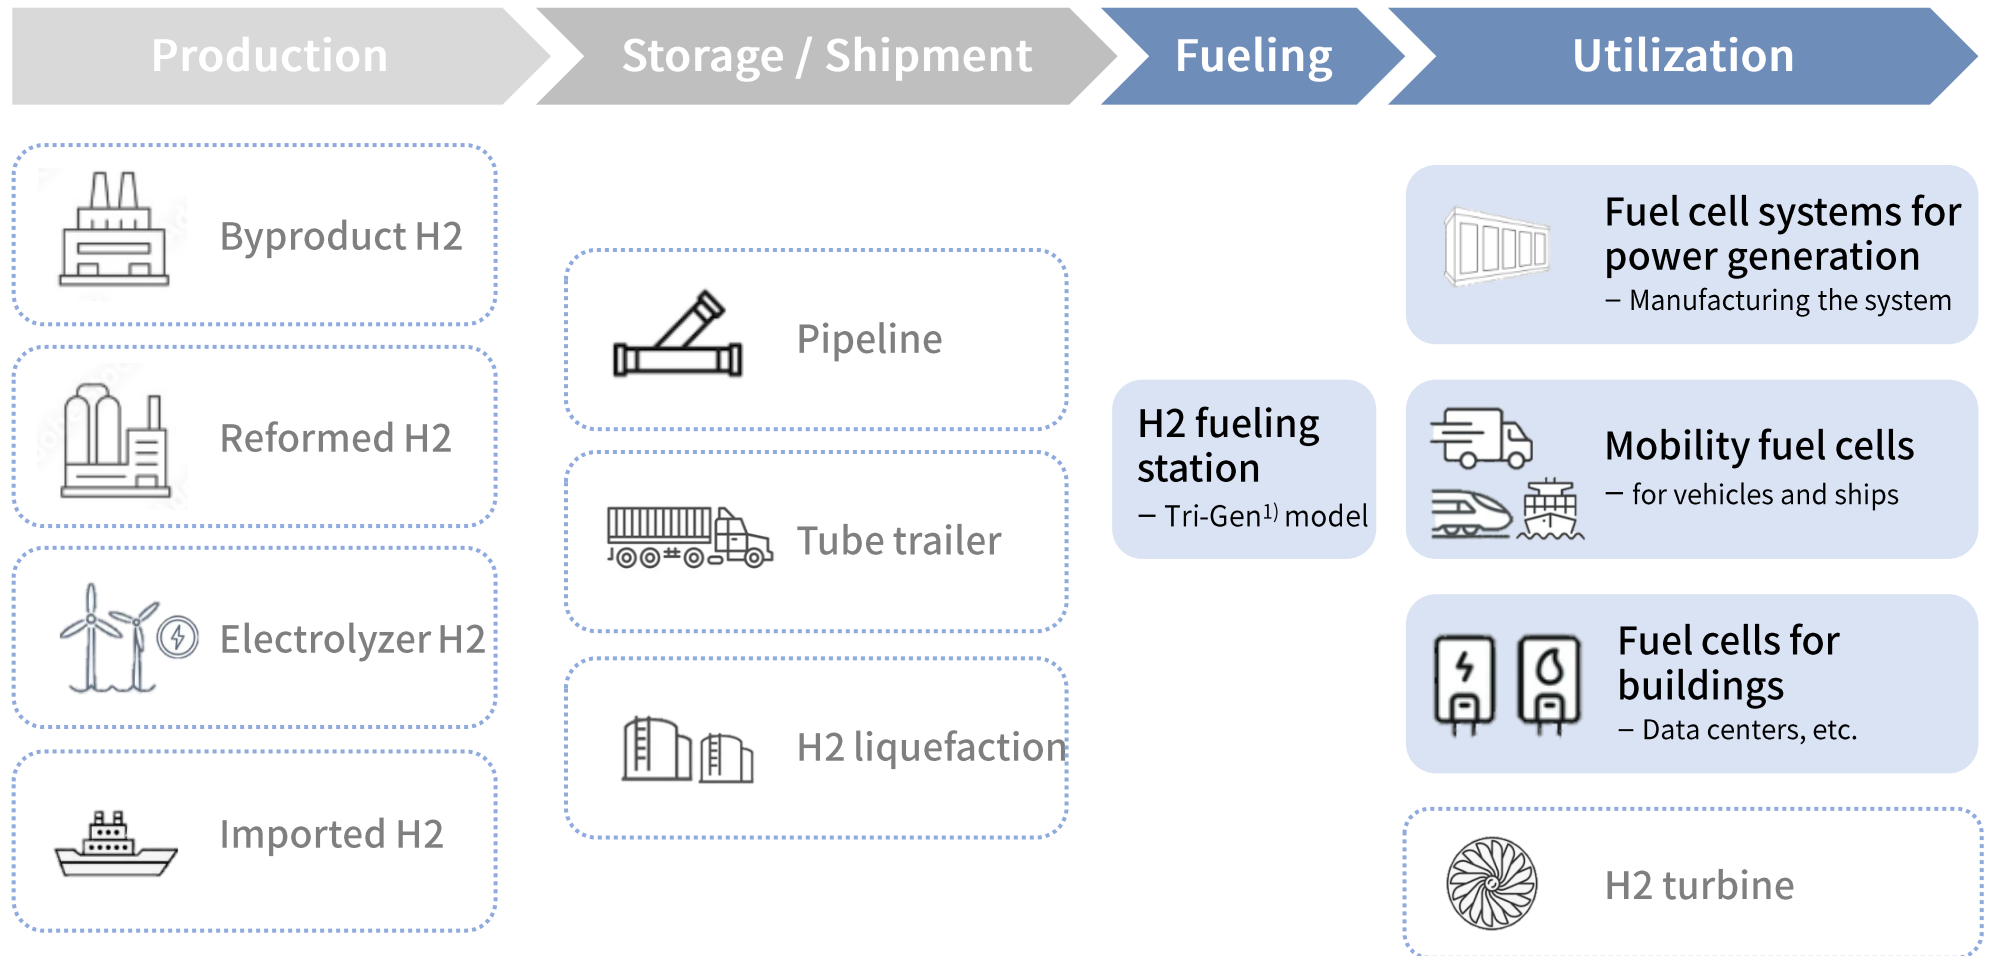 Production
Storage / Shipment
Fueling
Utilization
Byproduct H2
Reformed H2
Electrolyzer H2
Imported H2
Pipeline
Tube trailer
H2 liquefaction
H2 fueling
station
– Tri-Gen1) model
Fuel cell systems for
power generation
– Manufacturing the system
Mobility fuel cells
– for vehicles and ships
Fuel cells for
buildings
– Data centers, etc.
H2 turbine